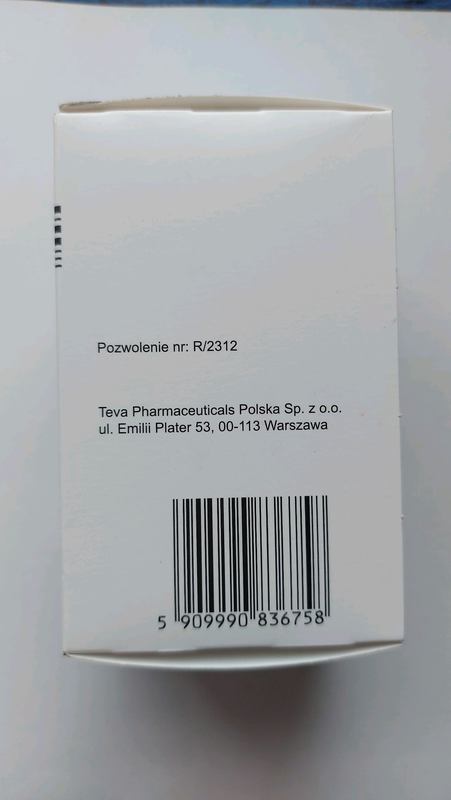 Pozwolenie nr: R/2312
Teva Pharmaceuticals Polska Sp. z o.o.
ul. Emilii Plater 53, 00-113 Warszawa
5 909990 836758